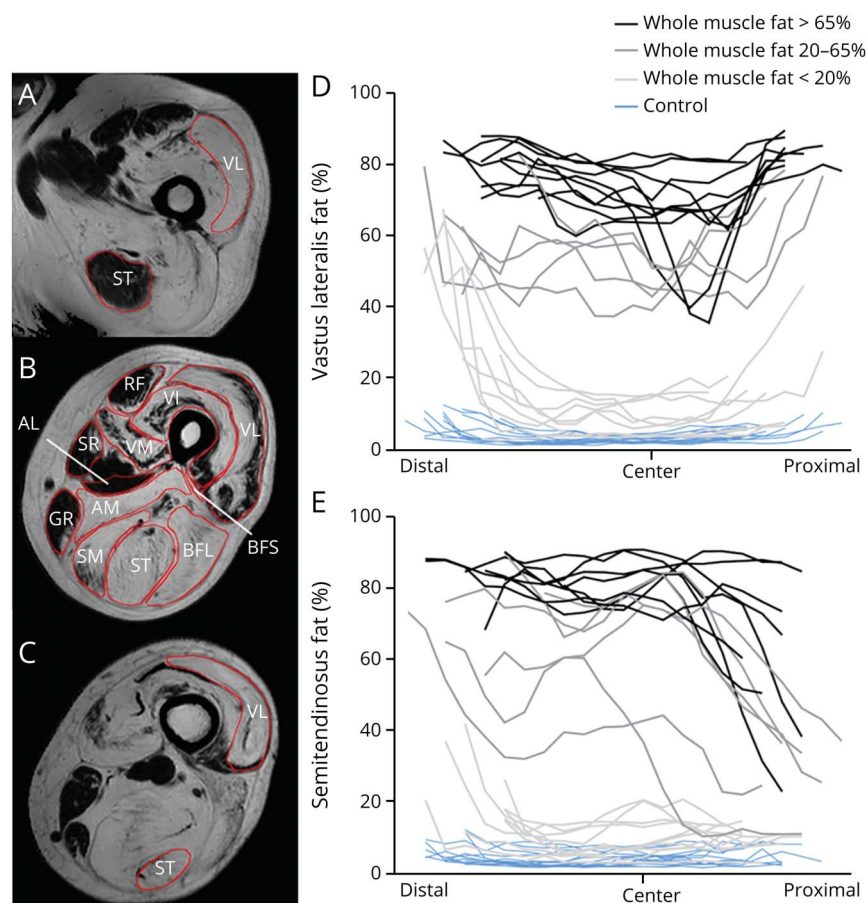 Whole muscle fat > 65%
Whole muscle fat 20–65%
Whole muscle fat < 20%
Control
A
VL
ST
B
RF
VI
AL
SR
VM
VL
AM
GR
BFS
SM
ST
BFL
C
VL
ST
D
Vastus lateralis fat (%)
100
80
60
40
20
0
Distal
Center
Proximal
E
Semitendinosus fat (%)
100
80
60
40
20
0
Distal
Center
Proximal